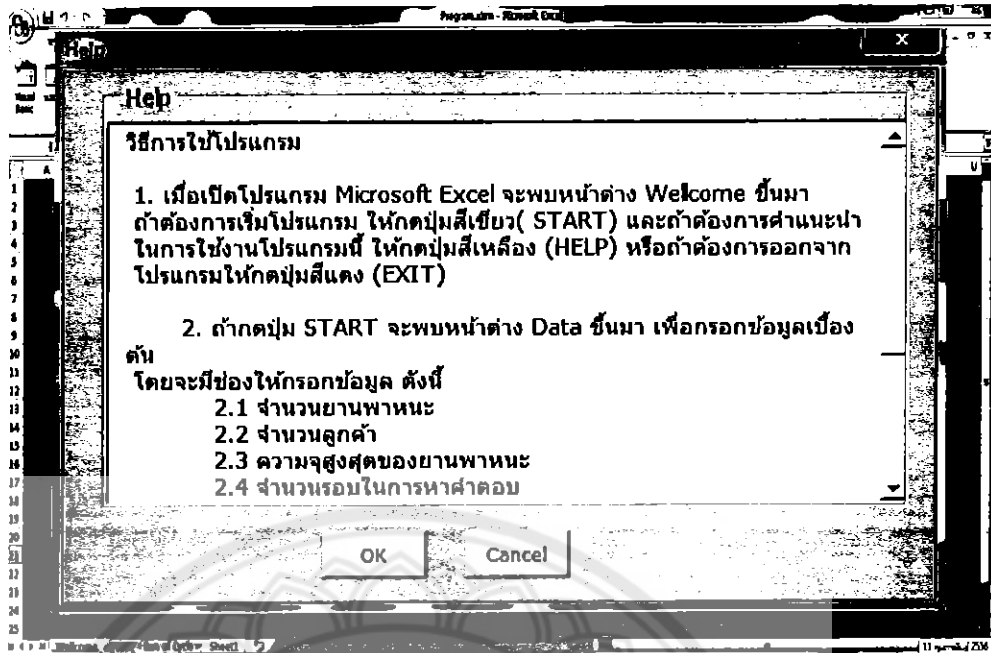 Program.xlsm - Microsoft Excel
Help
Help
วิธีการใช้โปรแกรม
1. เมื่อเปิดโปรแกรม Microsoft Excel จะพบหน้าต่าง Welcome ขึ้นมา
ถ้าต้องการเริ่มโปรแกรม ให้กดปุ่มสีเขียว( START) และถ้าต้องการคำแนะนำ
ในการใช้งานโปรแกรมนี้ ให้กดปุ่มสีเหลือง (HELP) หรือถ้าต้องการออกจาก
โปรแกรมให้กดปุ่มสีแดง (EXIT)
2. ถ้ากดปุ่ม START จะพบหน้าต่าง Data ขึ้นมา เพื่อกรอกข้อมูลเบื้อง
ต้น
โดยจะมีช่องให้กรอกข้อมูล ดังนี้
2.1 จำนวนยานพาหนะ
2.2 จำนวนลูกค้า
2.3 ความจุสูงสุดของยานพาหนะ
2.4 จำนวนรอบในการหาคำตอบ
OK Cancel